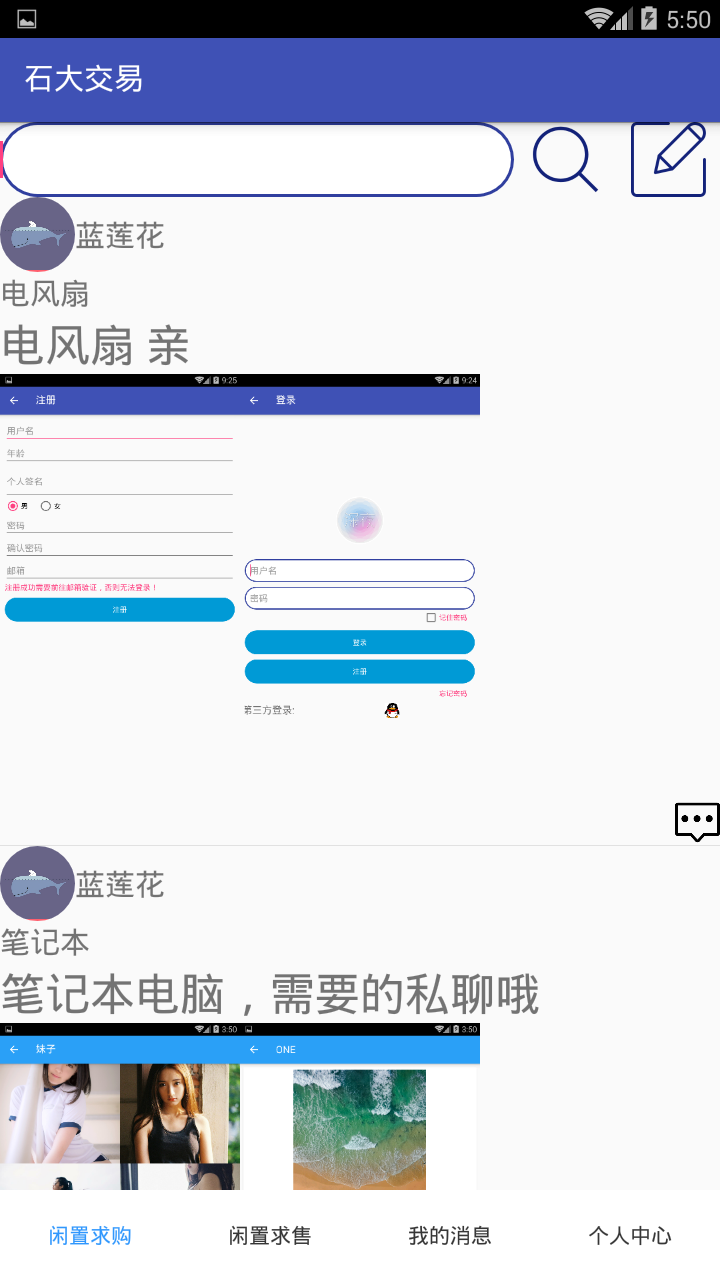 5:50
石大交易
蓝莲花
电风扇
电风扇 亲
9:25
注册
用户名
年龄
个人签名
男 女
密码
确认密码
邮箱
注册成功需要前往邮箱验证，否则无法登录！
注册
9:24
登录
用户名
密码
记住密码
登录
注册
忘记密码
第三方登录:
蓝莲花
笔记本
笔记本电脑，需要的私聊哦
3:50
妹子
3:50
ONE
闲置求购 闲置求售 我的消息 个人中心